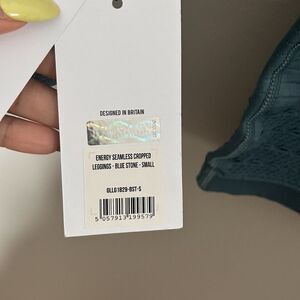 DESIGNED IN BRITAIN
ENERGY SEAMLESS CROPPED
LEGGINGS - BLUE STONE - SMALL
GLLG1829-BST-S
5 057913 199579